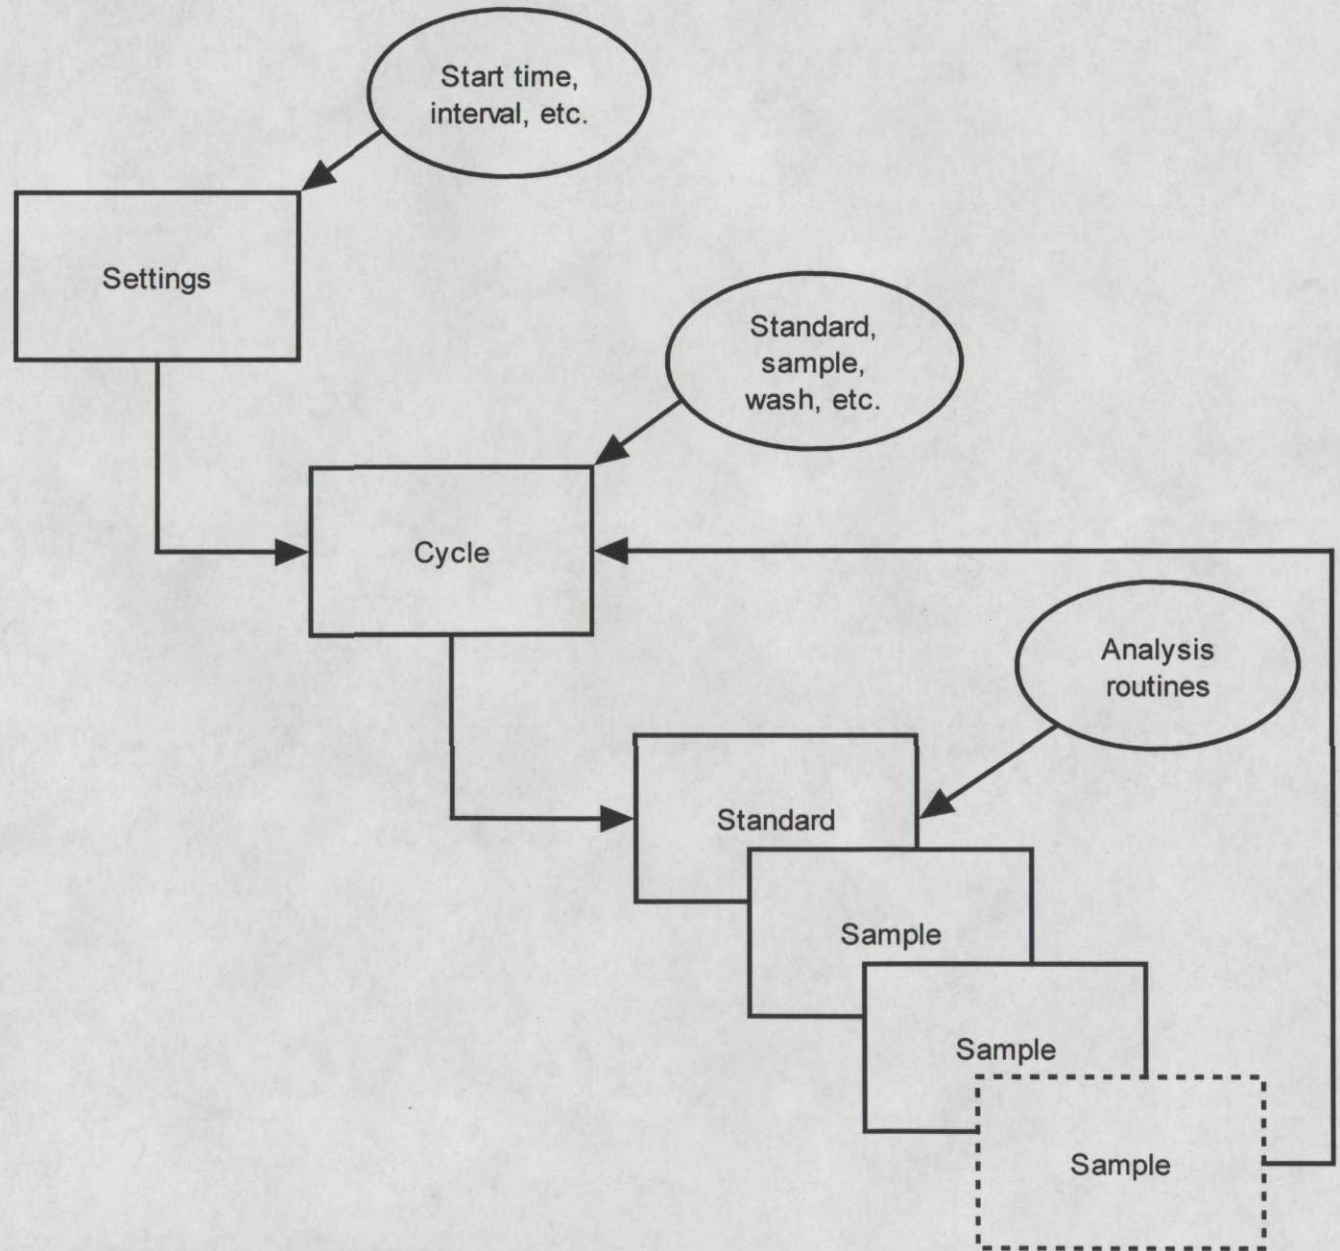 Start time,
interval, etc.
Settings
Standard,
sample,
wash, etc.
Cycle
Analysis
routines
Standard
Sample
Sample
Sample